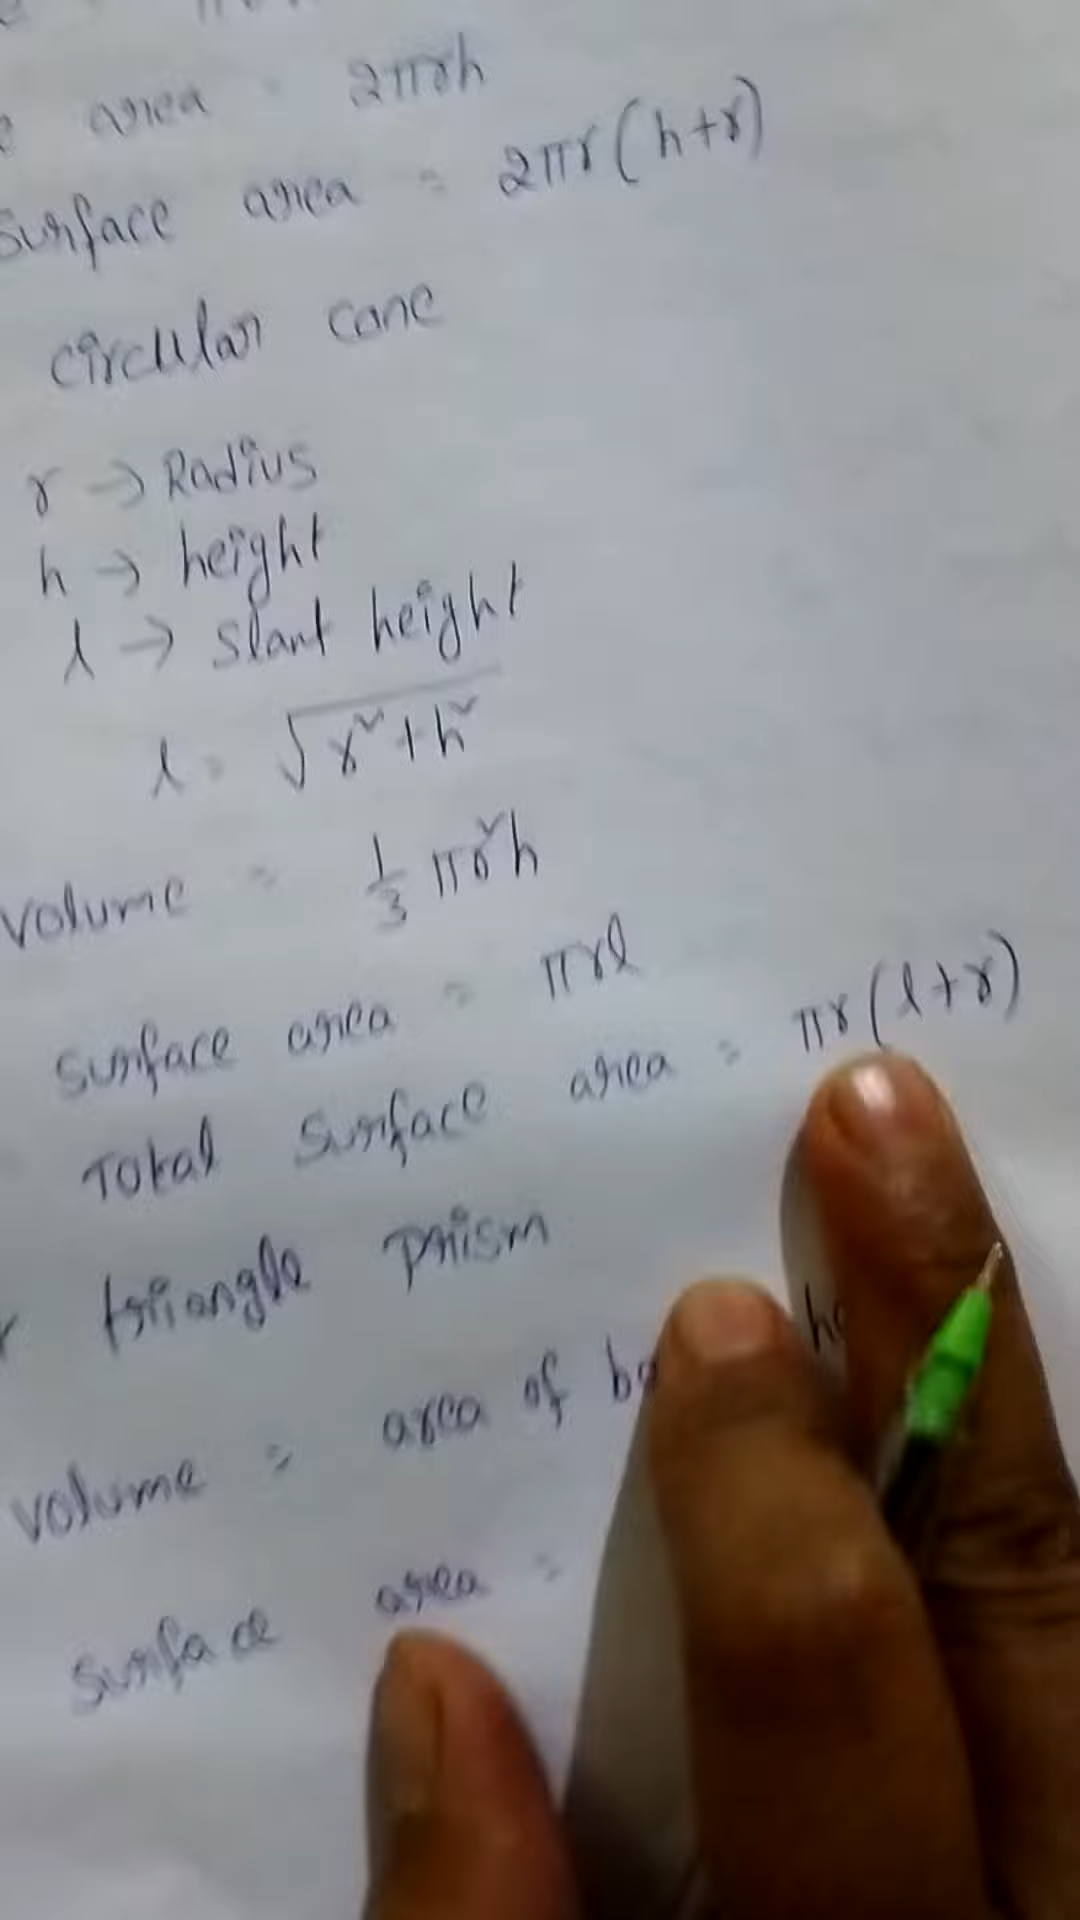 area = 2πrh
surface area = 2πr(h+r)
circular cone
r → Radius
h → height
l → slant height
l = √r²+h²
volume = 1/3 πr²h
surface area = πrl
Total surface area = πr(l+r)
triangle prism
volume = area of
surface area =